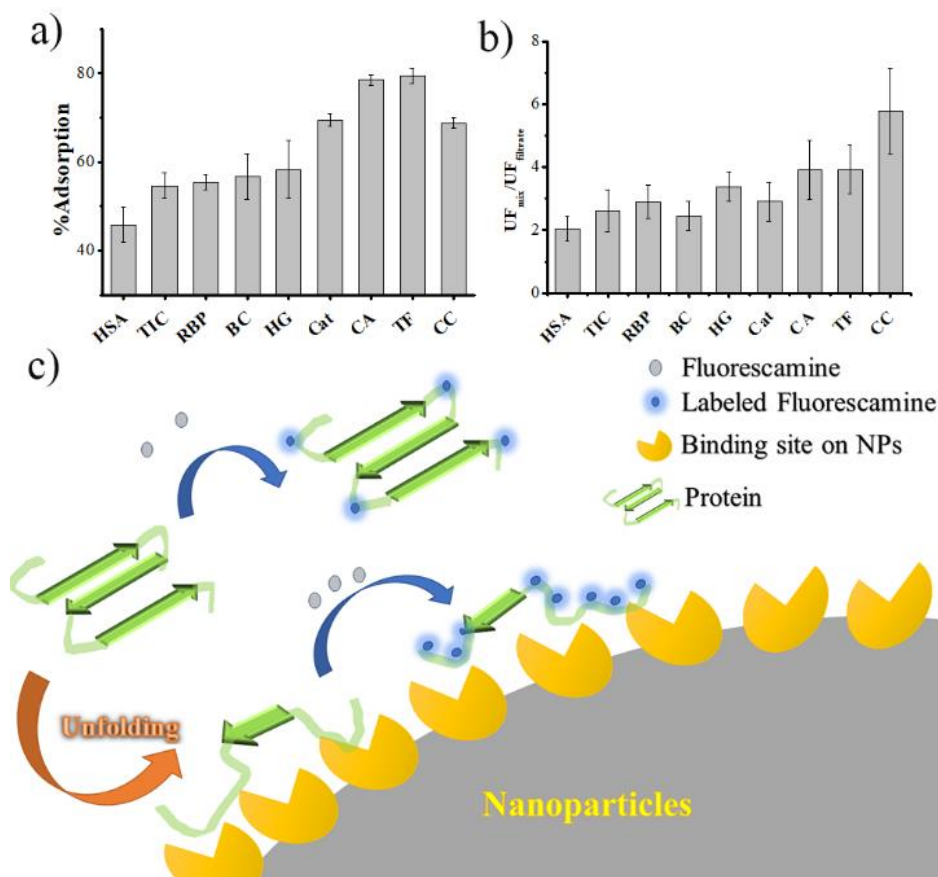 a)
%Adsorption
80
60
40
HSA
TIC
RBP
BC
HG
Cat
CA
TF
CC
b)
UFmix/UFfiltrate
8
6
4
2
0
HSA
TIC
RBP
BC
HG
Cat
CA
TF
CC
c)
Fluorescamine
Labeled Fluorescamine
Binding site on NPs
Protein
Unfolding
Nanoparticles